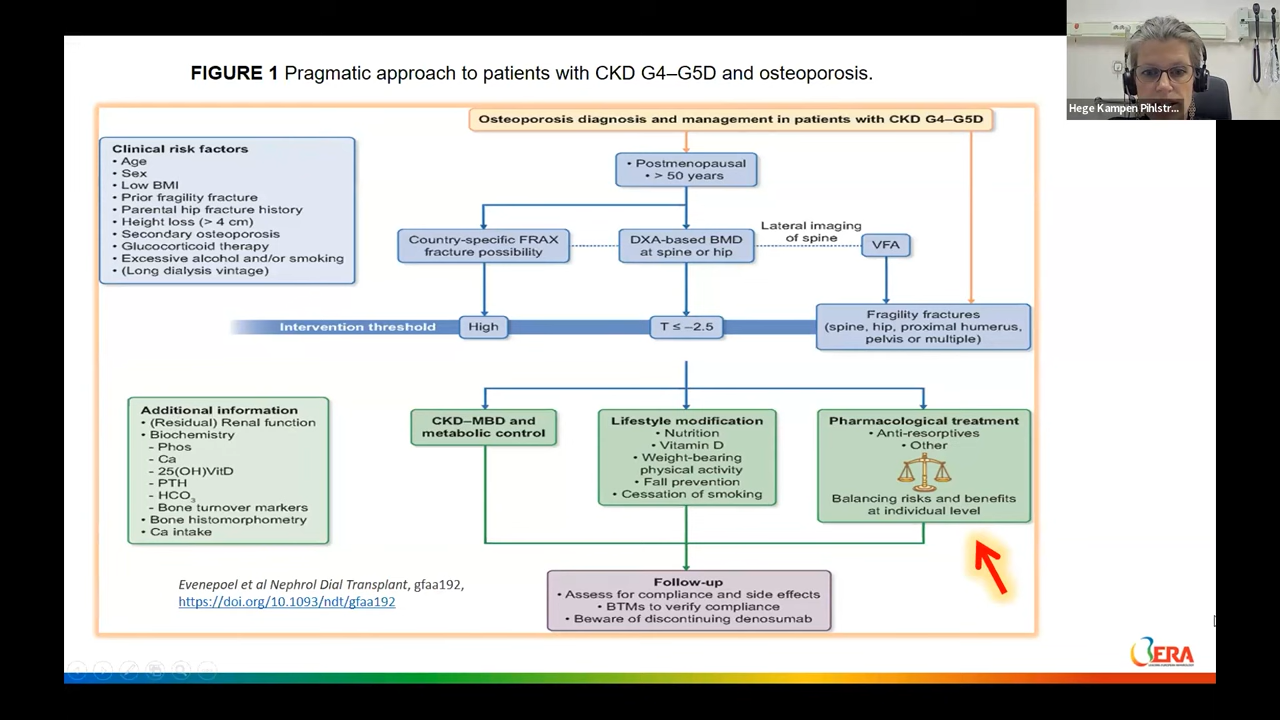 Hege Kampen Pihlstr...
FIGURE 1 Pragmatic approach to patients with CKD G4–G5D and osteoporosis.
Osteoporosis diagnosis and management in patients with CKD G4–G5D
Clinical risk factors
• Age
• Sex
• Low BMI
• Prior fragility fracture
• Parental hip fracture history
• Height loss (> 4 cm)
• Secondary osteoporosis
• Glucocorticoid therapy
• Excessive alcohol and/or smoking
• (Long dialysis vintage)
• Postmenopausal
• > 50 years
Country-specific FRAX
fracture possibility
DXA-based BMD
at spine or hip
Lateral imaging
of spine
VFA
Intervention threshold
High
T ≤ –2.5
Fragility fractures
(spine, hip, proximal humerus,
pelvis or multiple)
Additional information
• (Residual) Renal function
• Biochemistry
- Phos
- Ca
- 25(OH)VitD
- PTH
- HCO3
- Bone turnover markers
• Bone histomorphometry
• Ca intake
CKD–MBD and
metabolic control
Lifestyle modification
• Nutrition
• Vitamin D
• Weight-bearing
physical activity
• Fall prevention
• Cessation of smoking
Pharmacological treatment
• Anti-resorptives
• Other
Balancing risks and benefits
at individual level
Follow-up
• Assess for compliance and side effects
• BTMs to verify compliance
• Beware of discontinuing denosumab
Evenepoel et al Nephrol Dial Transplant, gfaa192,
https://doi.org/10.1093/ndt/gfaa192
ERA